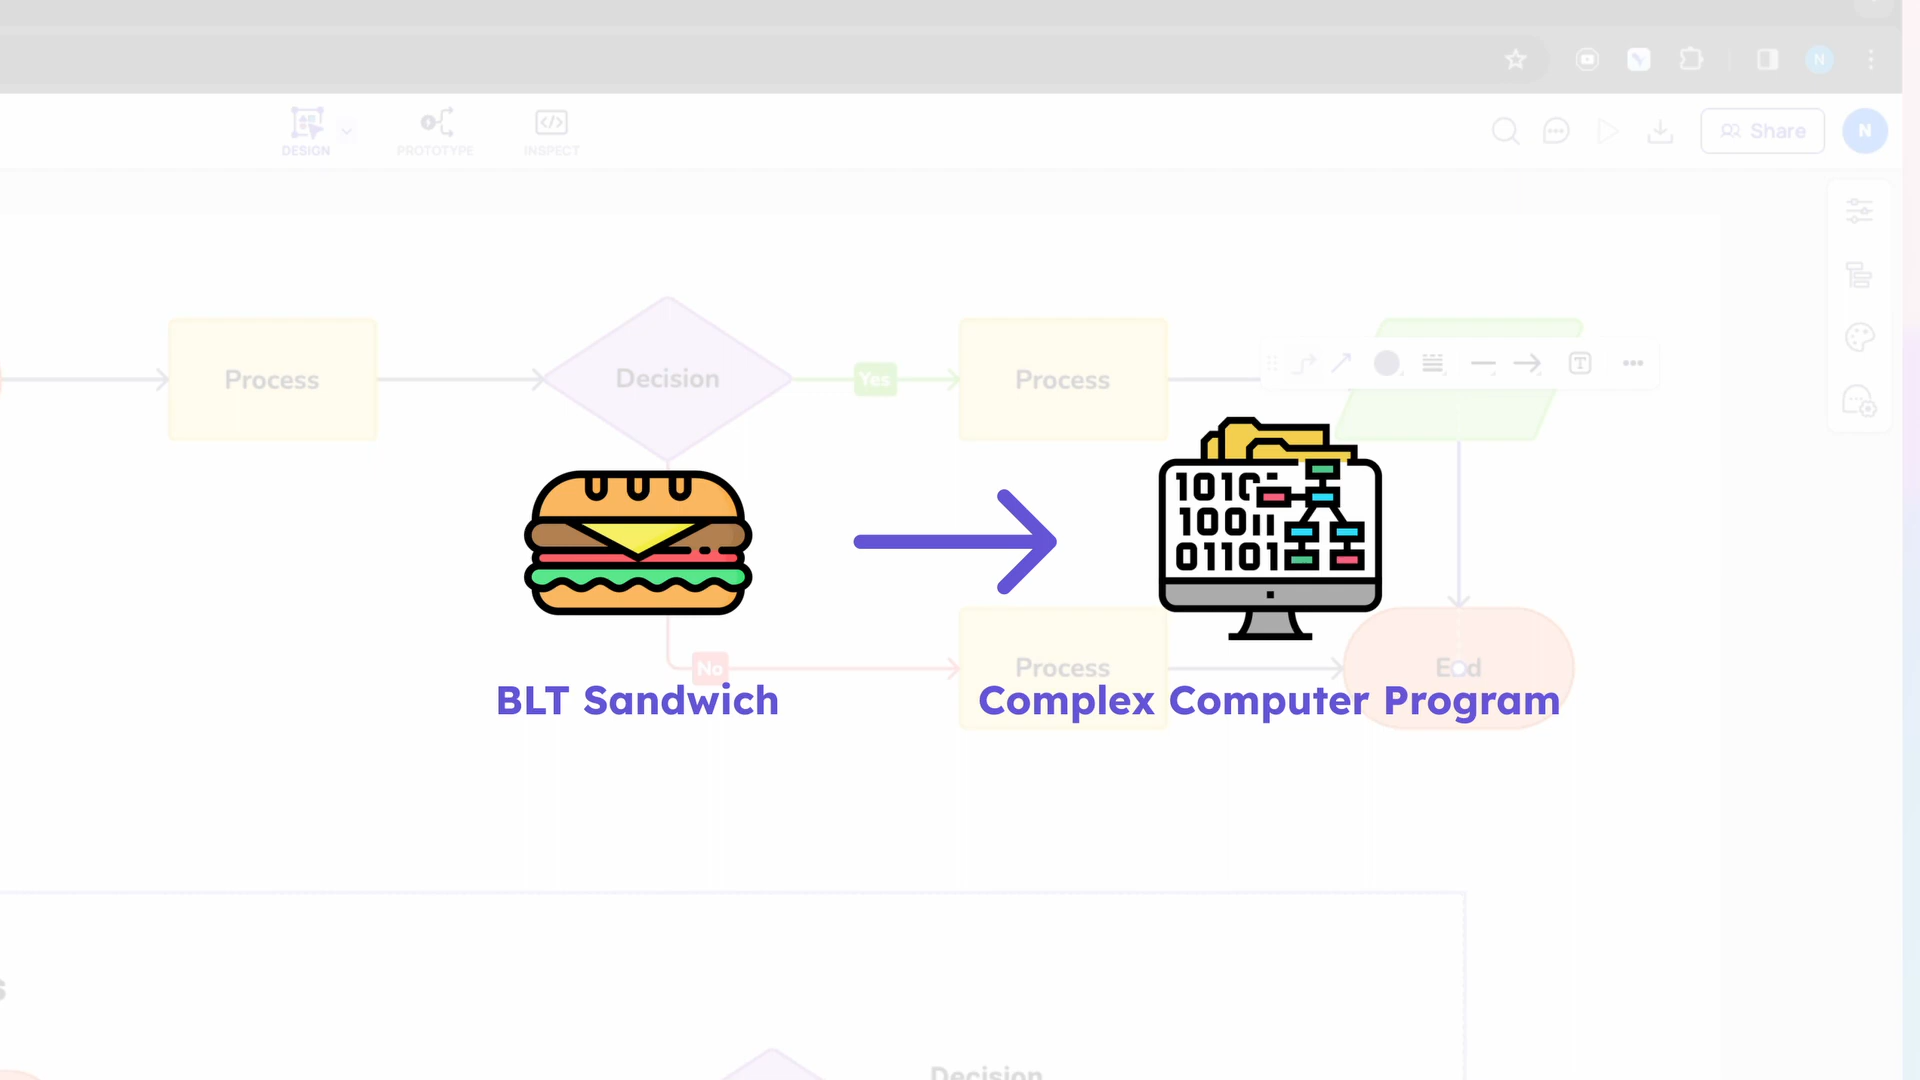 N
DESIGN
PROTOTYPE
INSPECT
Share
N
Process
Decision
Yes
Process
T
1010
10011
01101
No
Process
End
BLT Sandwich
Complex Computer Program
s
Decision